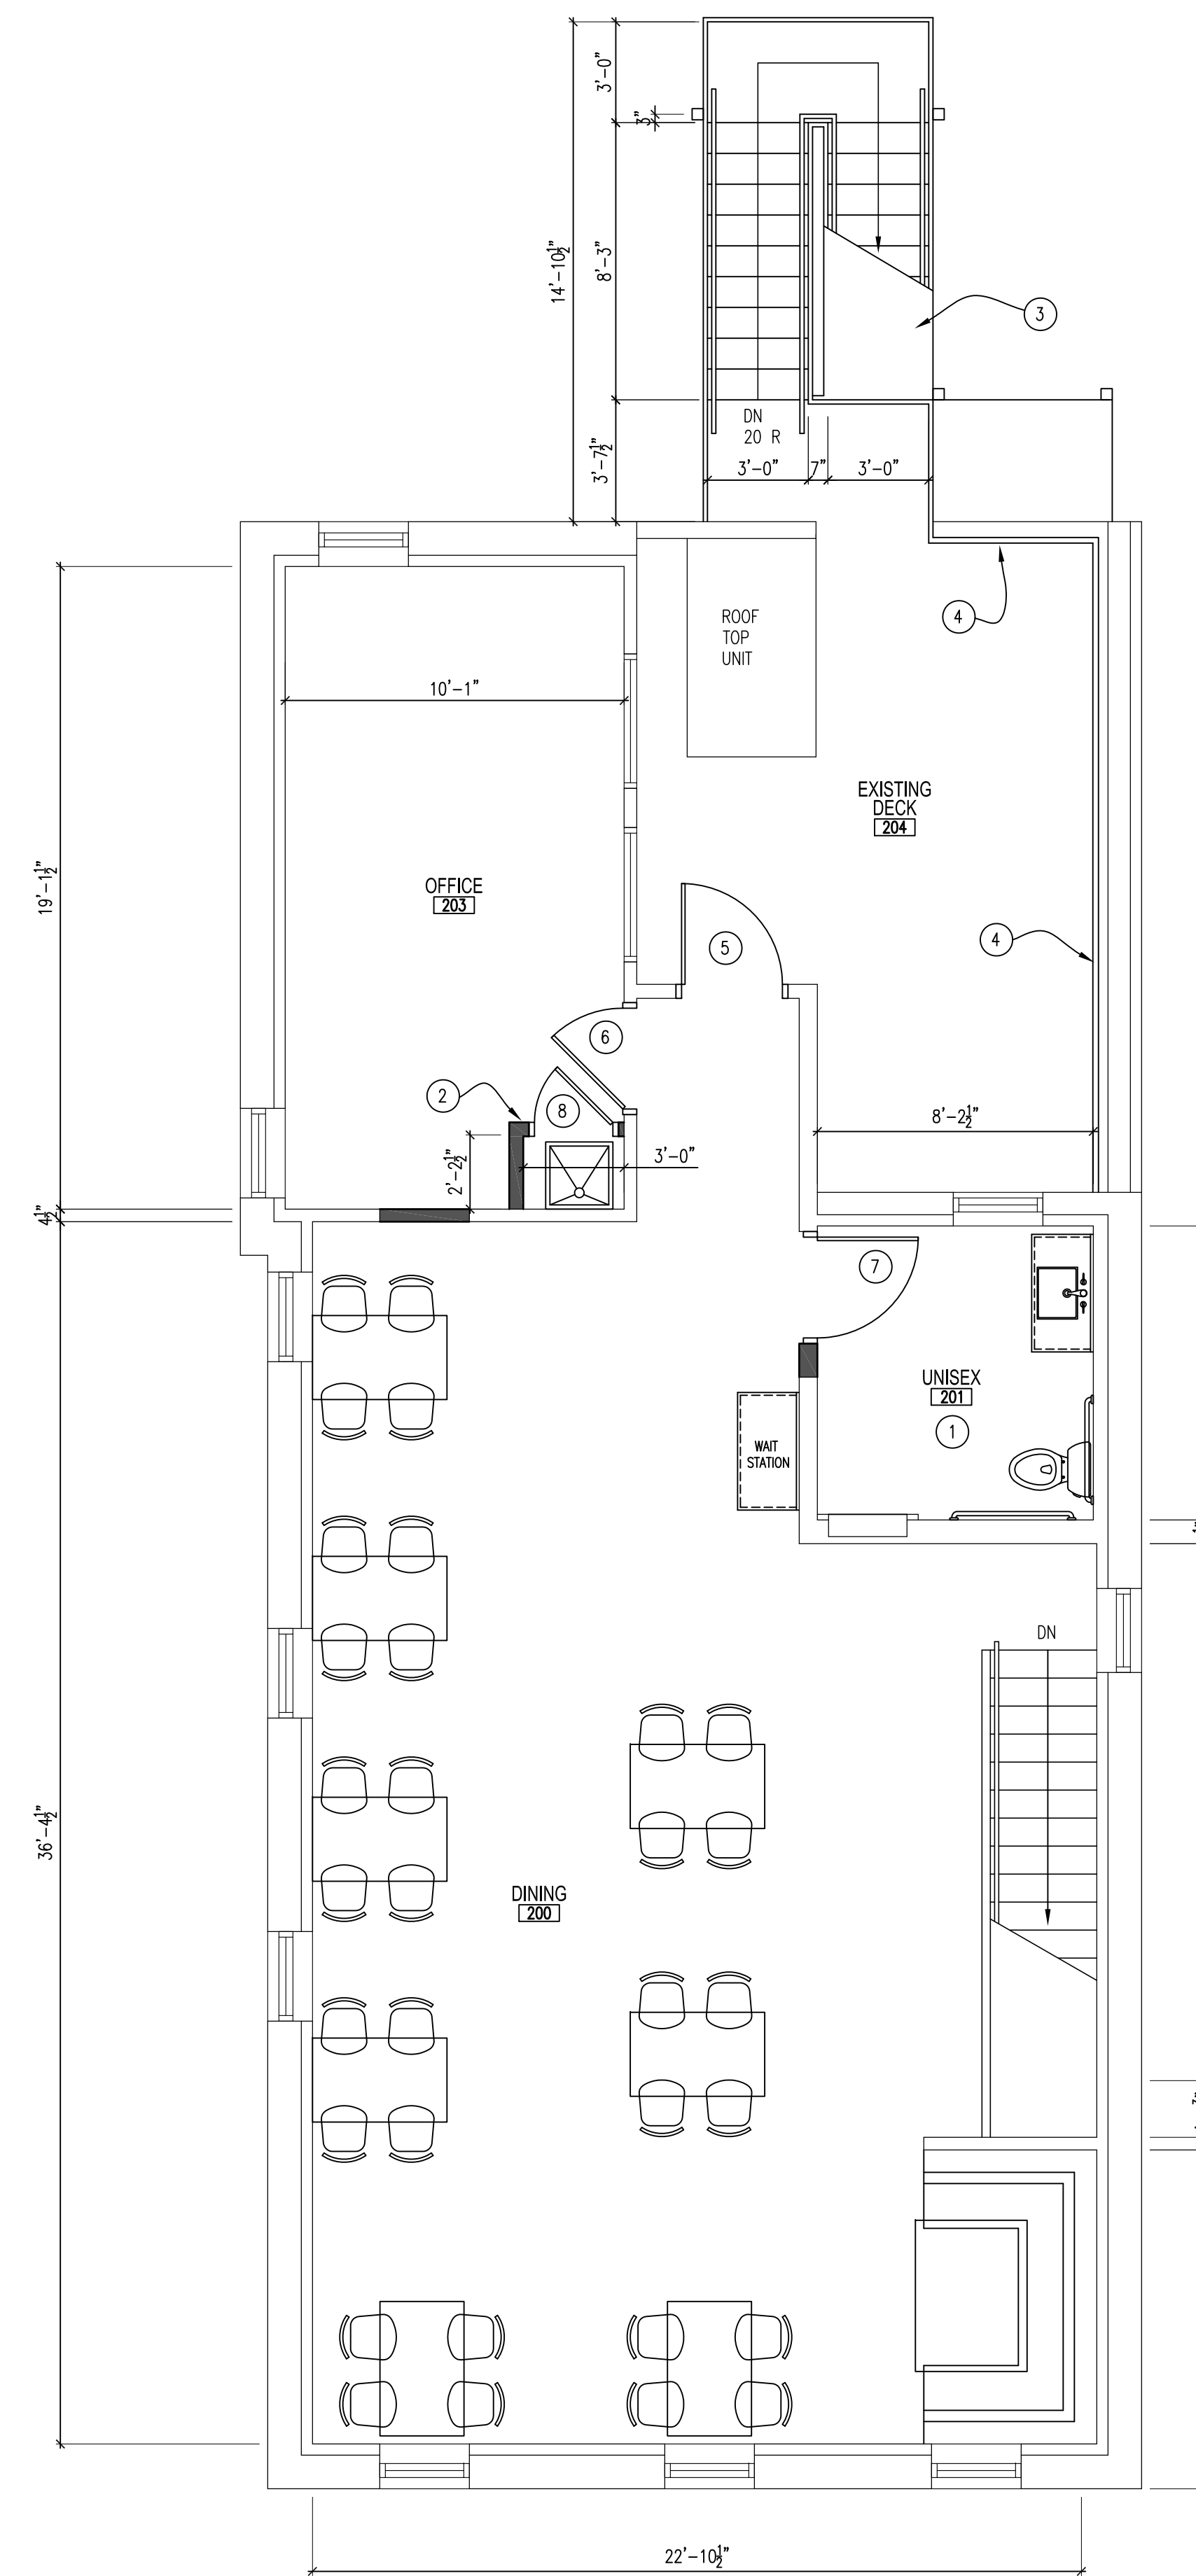 3'-0"
3"
14'-10½"
8'-3"
3
DN
20 R
3'-7½"
3'-0"
7"
3'-0"
4
ROOF
TOP
UNIT
10'-1"
EXISTING
DECK
204
19'-1½"
OFFICE
203
4
5
6
2
8
8'-2½"
2'-2½"
3'-0"
4½"
7
UNISEX
201
1
WAIT
STATION
DN
36'-4½"
DINING
200
22'-10½"